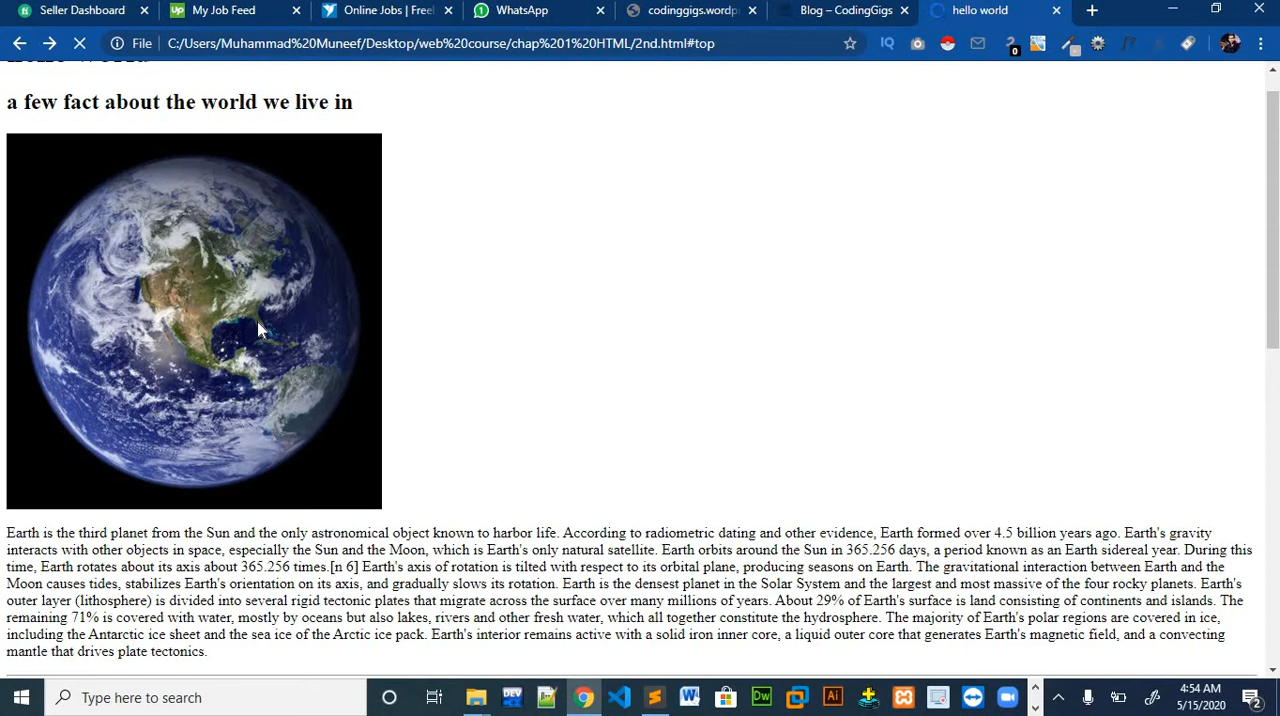 Seller Dashboard
My Job Feed
Online Jobs | Freel
WhatsApp
codinggigs.wordp
Blog – CodingGigs
hello world
File
C:/Users/Muhammad%20Muneef/Desktop/web%20course/chap%201%20HTML/2nd.html#top
hello world
a few fact about the world we live in
Earth is the third planet from the Sun and the only astronomical object known to harbor life. According to radiometric dating and other evidence, Earth formed over 4.5 billion years ago. Earth's gravity
interacts with other objects in space, especially the Sun and the Moon, which is Earth's only natural satellite. Earth orbits around the Sun in 365.256 days, a period known as an Earth sidereal year. During this
time, Earth rotates about its axis about 365.256 times.[n 6] Earth's axis of rotation is tilted with respect to its orbital plane, producing seasons on Earth. The gravitational interaction between Earth and the
Moon causes tides, stabilizes Earth's orientation on its axis, and gradually slows its rotation. Earth is the densest planet in the Solar System and the largest and most massive of the four rocky planets. Earth's
outer layer (lithosphere) is divided into several rigid tectonic plates that migrate across the surface over many millions of years. About 29% of Earth's surface is land consisting of continents and islands. The
remaining 71% is covered with water, mostly by oceans but also lakes, rivers and other fresh water, which all together constitute the hydrosphere. The majority of Earth's polar regions are covered in ice,
including the Antarctic ice sheet and the sea ice of the Arctic ice pack. Earth's interior remains active with a solid iron inner core, a liquid outer core that generates Earth's magnetic field, and a convecting
mantle that drives plate tectonics.
Type here to search
4:54 AM
5/15/2020